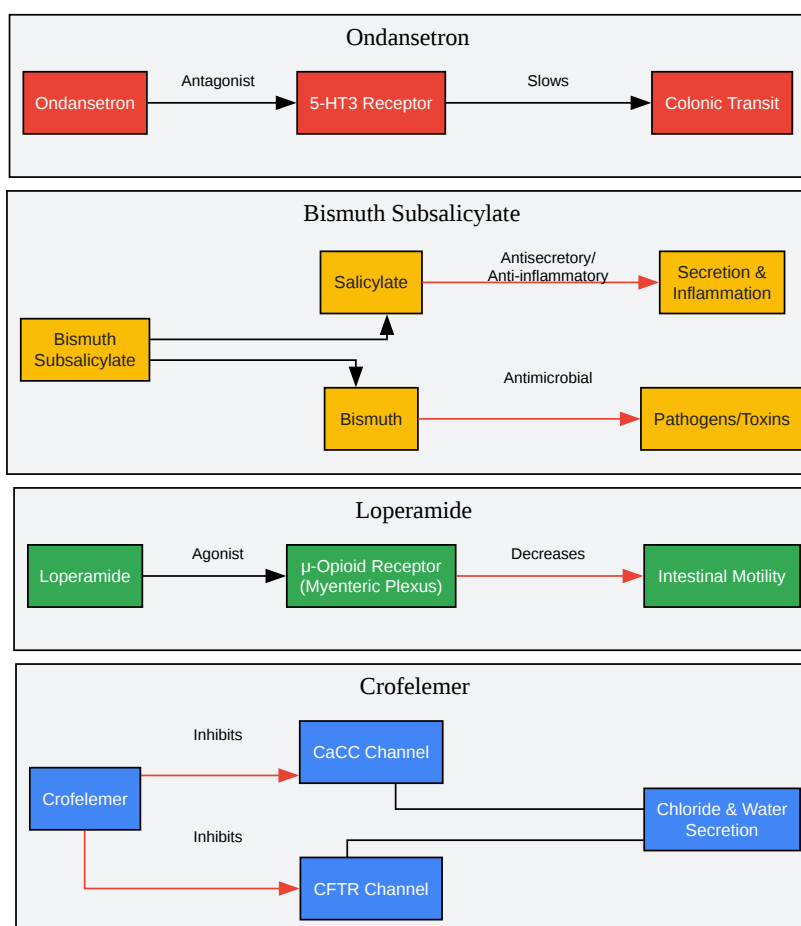 Ondansetron
Antagonist
Slows
Ondansetron
5-HT3 Receptor
Colonic Transit
Bismuth Subsalicylate
Salicylate
Antisecretory/
Anti-inflammatory
Secretion &
Inflammation
Bismuth
Subsalicylate
Antimicrobial
Bismuth
Pathogens/Toxins
Loperamide
Agonist
Decreases
Loperamide
μ-Opioid Receptor
(Myenteric Plexus)
Intestinal Motility
Crofelemer
Inhibits
CaCC Channel
Crofelemer
Chloride & Water
Secretion
Inhibits
CFTR Channel